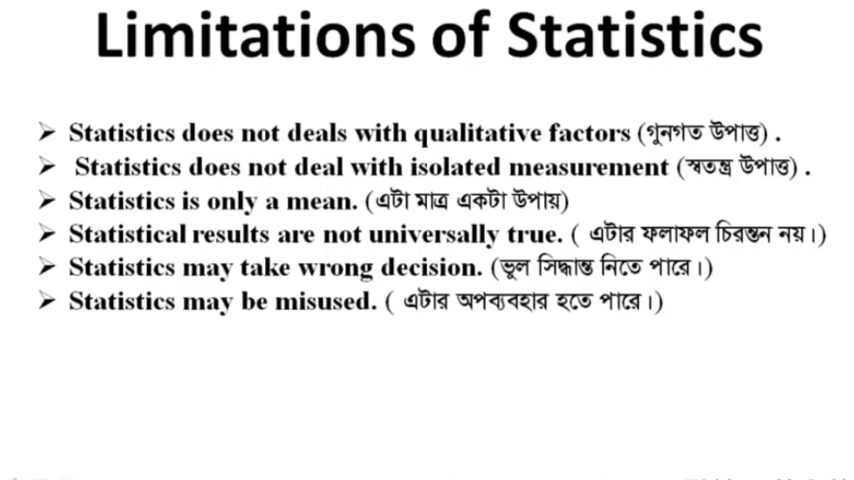 Limitations of Statistics
➢ Statistics does not deals with qualitative factors (গুনগত উপাত্ত) .
➢ Statistics does not deal with isolated measurement (স্বতন্ত্র উপাত্ত) .
➢ Statistics is only a mean. (এটা মাত্র একটা উপায়)
➢ Statistical results are not universally true. ( এটার ফলাফল চিরন্তন নয়।)
➢ Statistics may take wrong decision. (ভুল সিদ্ধান্ত নিতে পারে।)
➢ Statistics may be misused. ( এটার অপব্যবহার হতে পারে।)